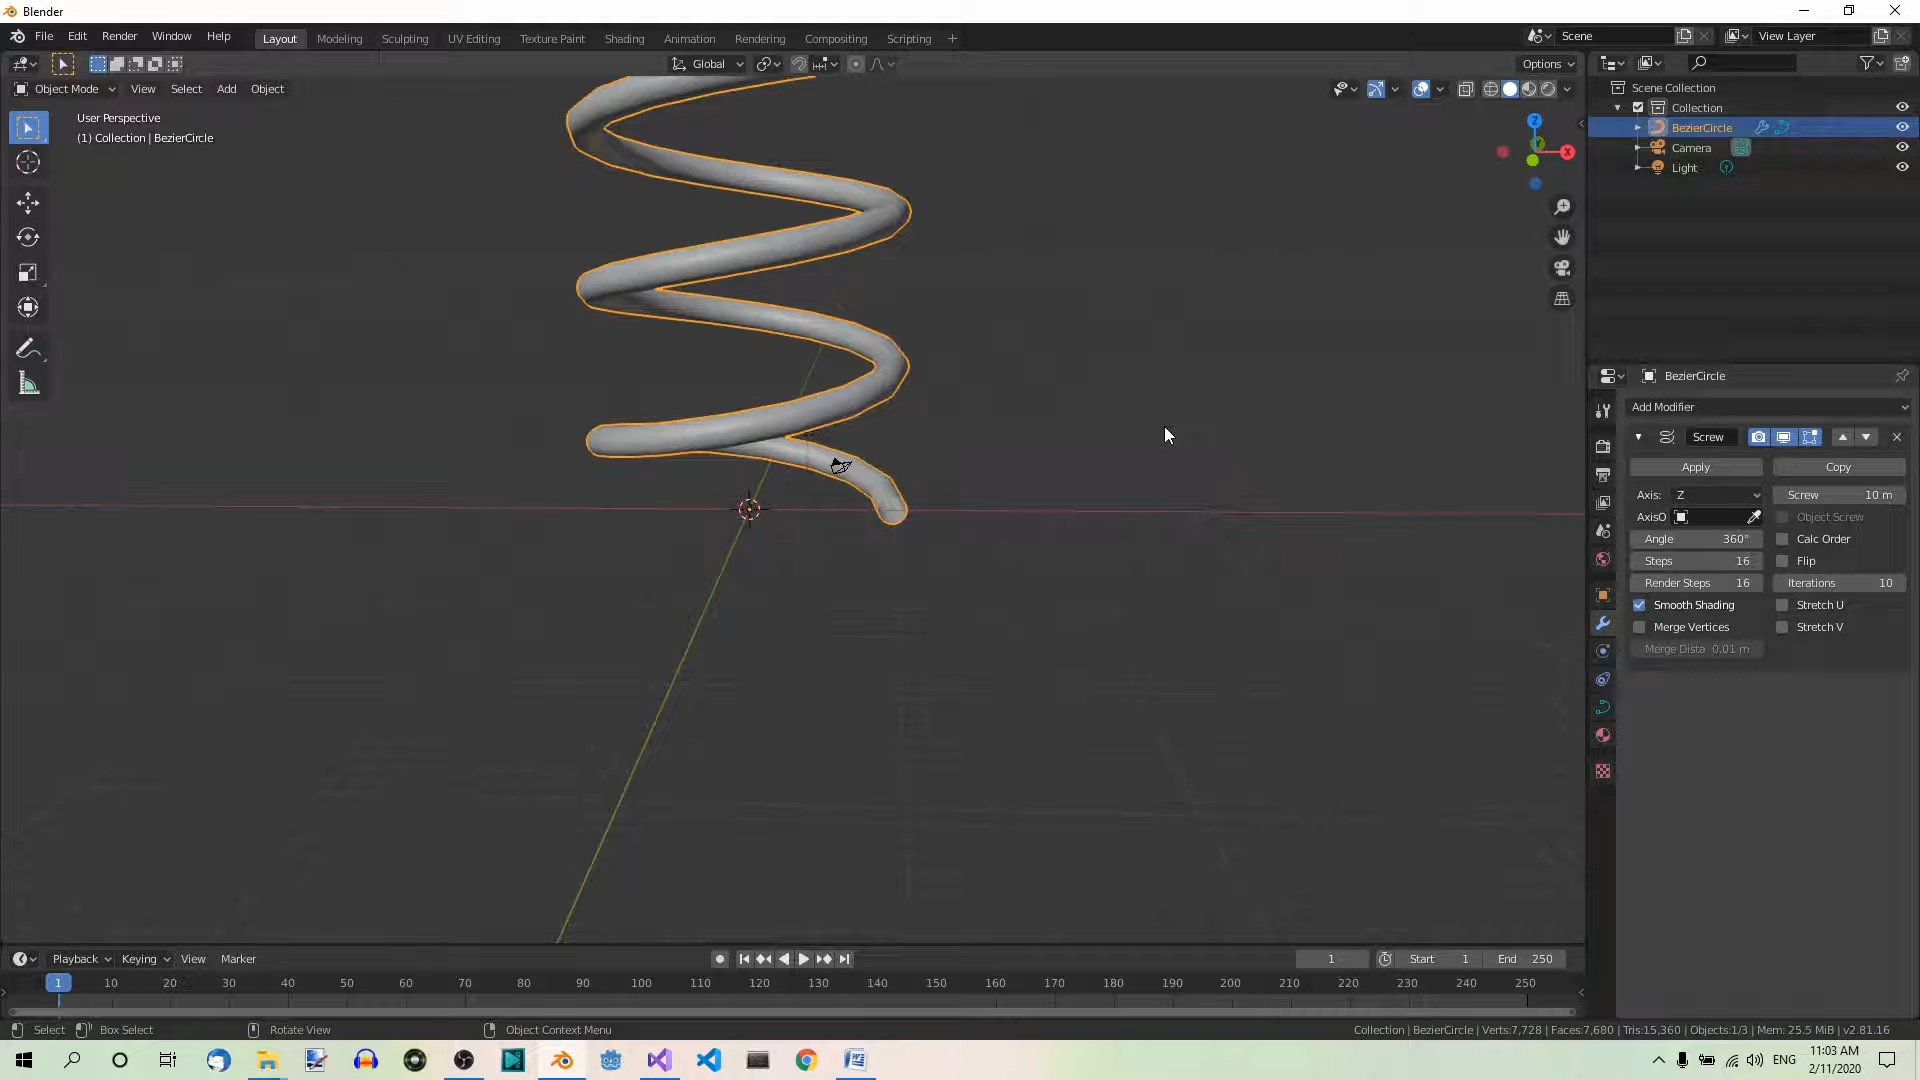 Blender
File Edit Render Window Help
Layout Modeling Sculpting UV Editing Texture Paint Shading Animation Rendering Compositing Scripting +
Scene
View Layer
Global
Options
Object Mode View Select Add Object
User Perspective
(1) Collection | BezierCircle
Z
X
Scene Collection
Collection
BezierCircle
Camera
Light
BezierCircle
Add Modifier
Screw
Apply Copy
Axis: Z Screw 10 m
AxisO Object Screw
Angle 360° Calc Order
Steps 16 Flip
Render Steps 16 Iterations 10
Smooth Shading Stretch U
Merge Vertices Stretch V
Merge Dista 0.01 m
Playback Keying View Marker
1 Start 1 End 250
1 10 20 30 40 50 60 70 80 90 100 110 120 130 140 150 160 170 180 190 200 210 220 230 240 250
Select Box Select Rotate View Object Context Menu
Collection | BezierCircle | Verts:7,728 | Faces:7,680 | Tris:15,360 | Objects:1/3 | Mem: 25.5 MiB | v2.81.16
ENG
11:03 AM
2/11/2020